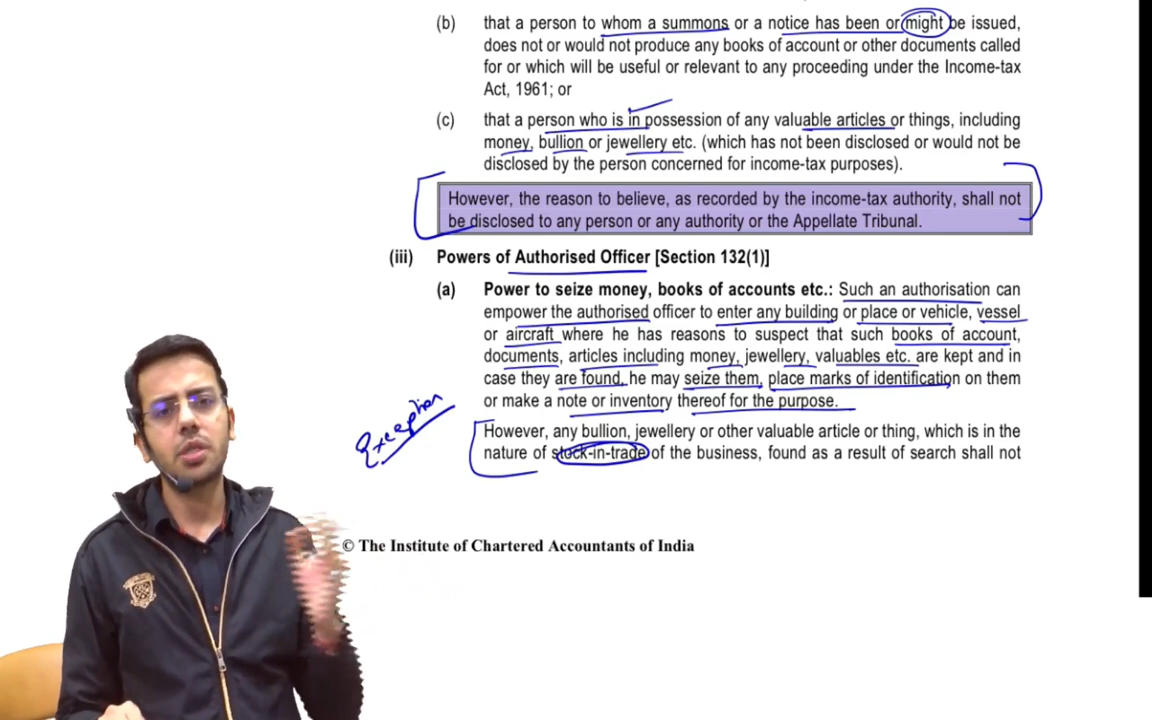 (b) that a person to whom a summons or a notice has been or might be issued,
does not or would not produce any books of account or other documents called
for or which will be useful or relevant to any proceeding under the Income-tax
Act, 1961; or
(c) that a person who is in possession of any valuable articles or things, including
money, bullion or jewellery etc. (which has not been disclosed or would not be
disclosed by the person concerned for income-tax purposes).
However, the reason to believe, as recorded by the income-tax authority, shall not
be disclosed to any person or any authority or the Appellate Tribunal.
(iii) Powers of Authorised Officer [Section 132(1)]
(a) Power to seize money, books of accounts etc.: Such an authorisation can
empower the authorised officer to enter any building or place or vehicle, vessel
or aircraft where he has reasons to suspect that such books of account,
documents, articles including money, jewellery, valuables etc. are kept and in
case they are found, he may seize them, place marks of identification on them
or make a note or inventory thereof for the purpose.
Exception
However, any bullion, jewellery or other valuable article or thing, which is in the
nature of stock-in-trade of the business, found as a result of search shall not
© The Institute of Chartered Accountants of India